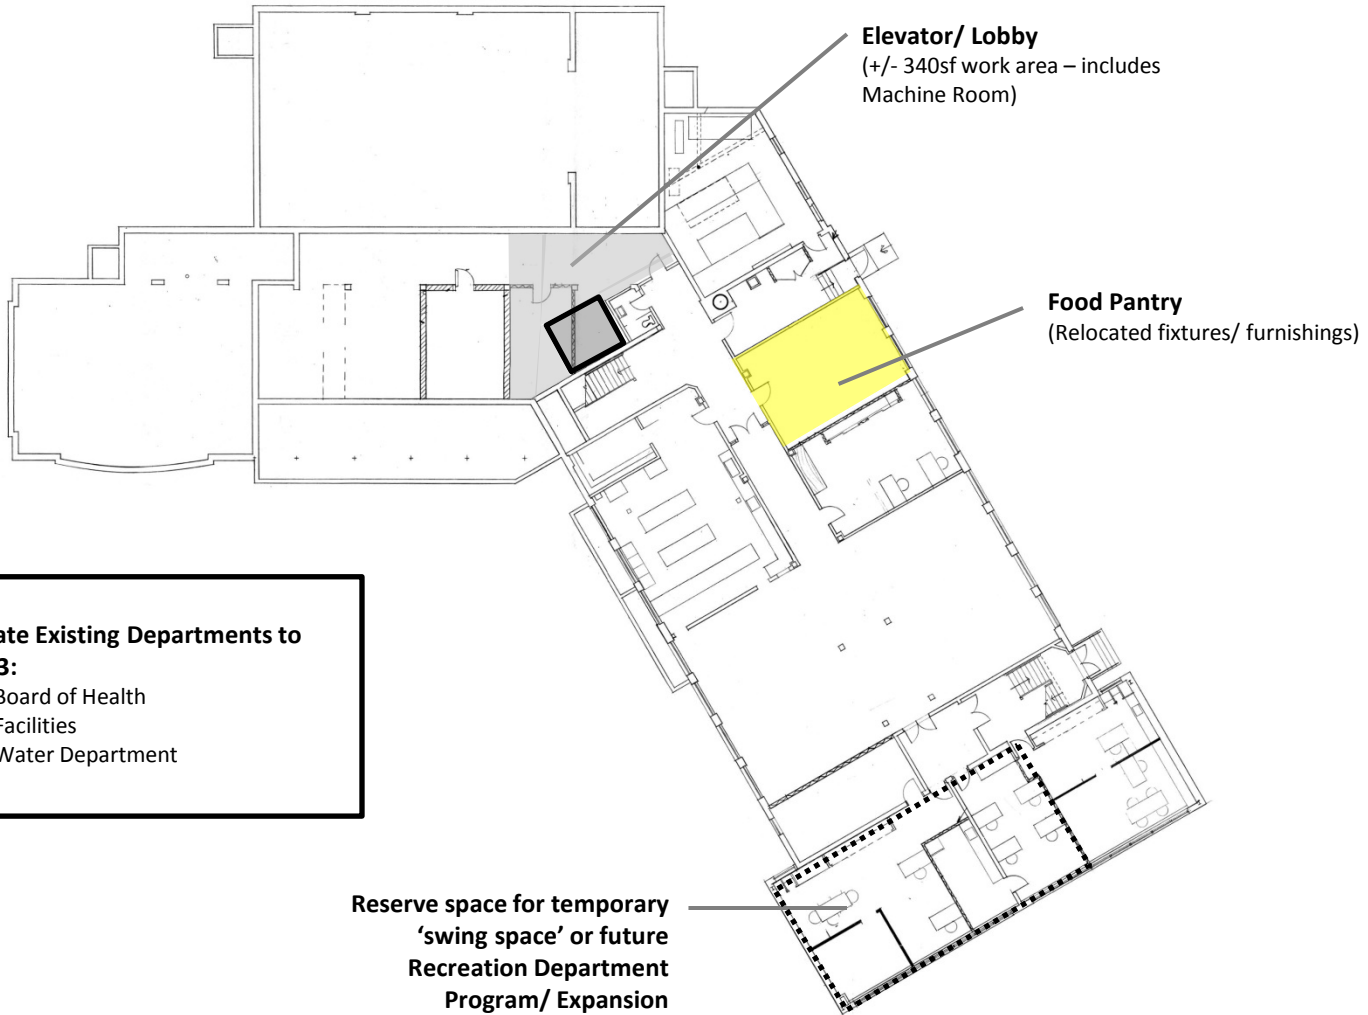 Elevator/ Lobby
(+/- 340sf work area – includes
Machine Room)
Food Pantry
(Relocated fixtures/ furnishings)
ate Existing Departments to
3:
Board of Health
Facilities
Water Department
Reserve space for temporary
‘swing space’ or future
Recreation Department
Program/ Expansion